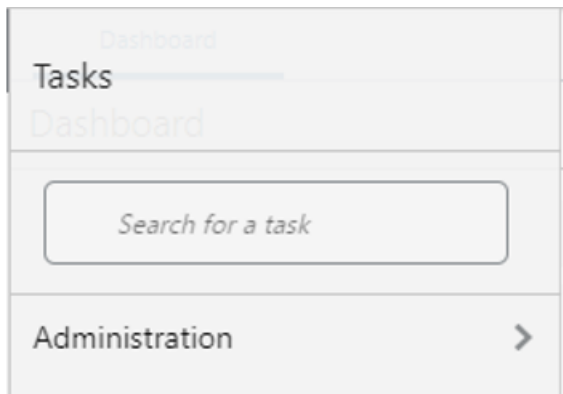 Dashboard
Tasks
Dashboard
Search for a task
Administration